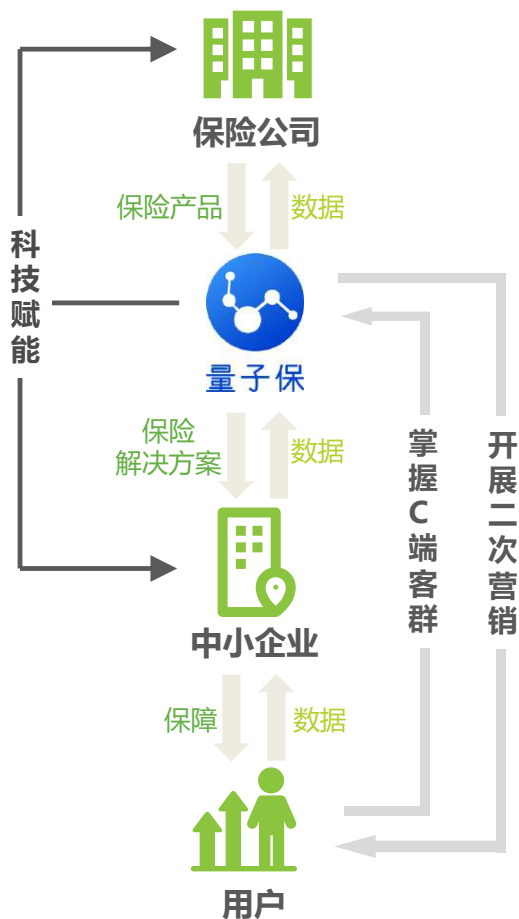 保险公司
保险产品
数据
科技赋能
量子保
保险
解决方案
数据
掌握C端客群
开展二次营销
中小企业
保障
数据
用户